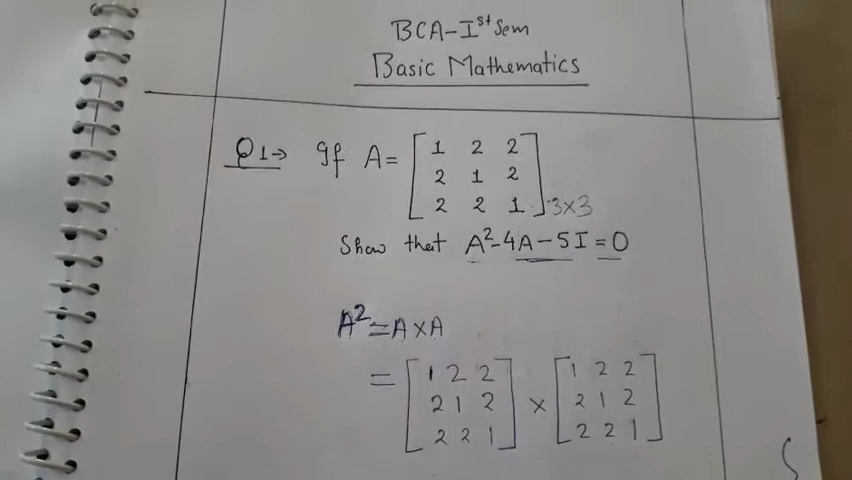 BCA-Ist Sem
Basic Mathematics
Q1→ If A= [1 2 2
2 1 2
2 2 1] 3×3
Show that A²-4A-5I=0
A²=A×A
= [1 2 2 × [1 2 2
2 1 2 2 1 2
2 2 1] 2 2 1]